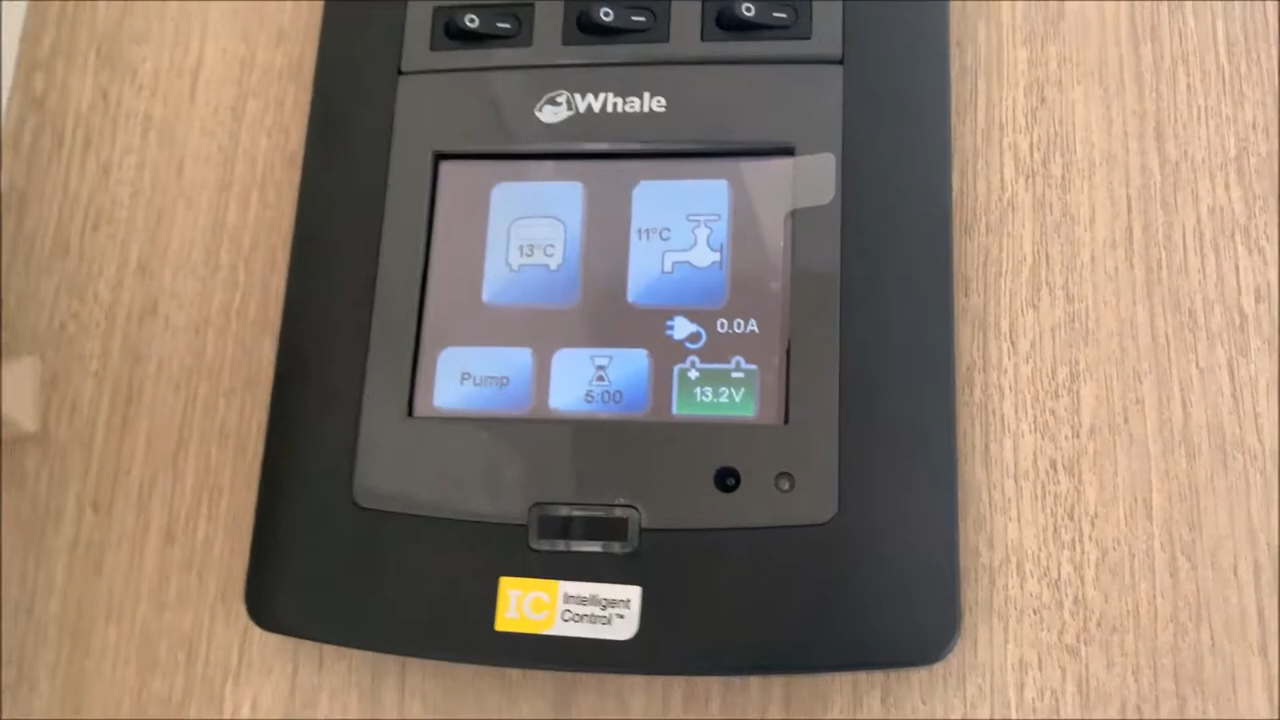 Whale
13°C
11°C
0.0A
Pump
5:00
13.2V
IC
Intelligent
Control™